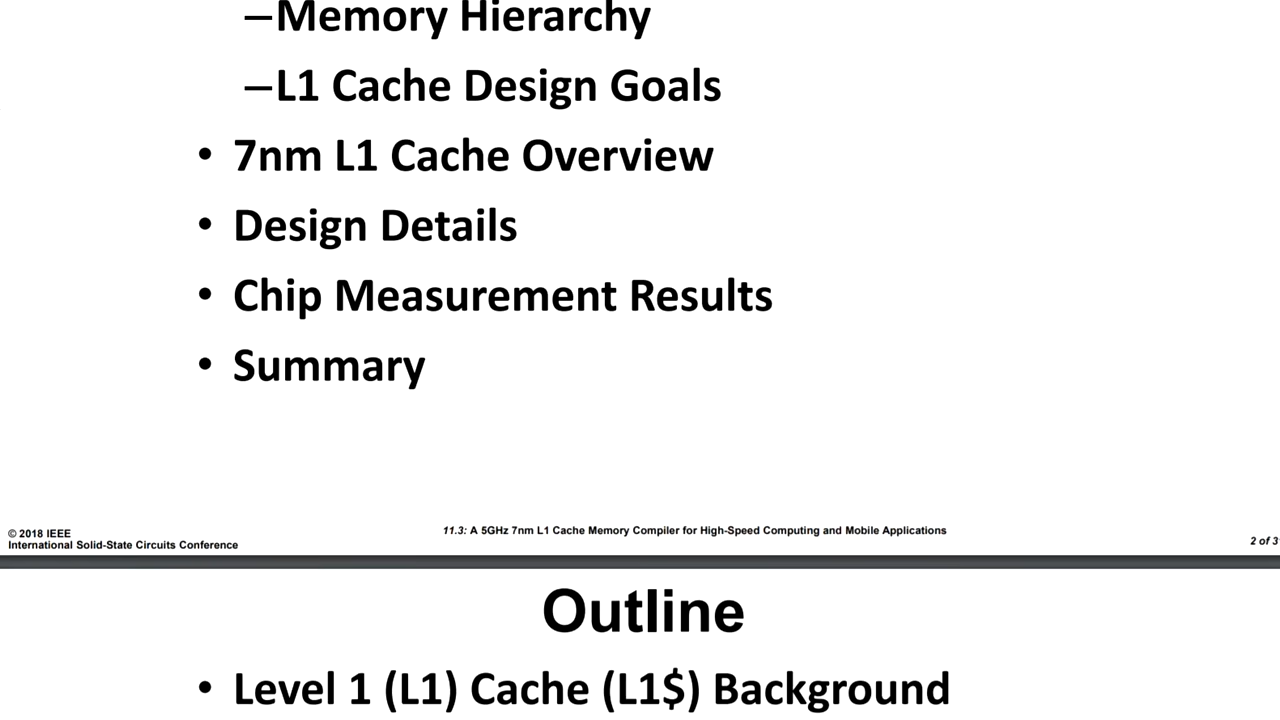 –Memory Hierarchy
–L1 Cache Design Goals
• 7nm L1 Cache Overview
• Design Details
• Chip Measurement Results
• Summary
© 2018 IEEE
International Solid-State Circuits Conference
11.3: A 5GHz 7nm L1 Cache Memory Compiler for High-Speed Computing and Mobile Applications
2 of 3
Outline
• Level 1 (L1) Cache (L1$) Background